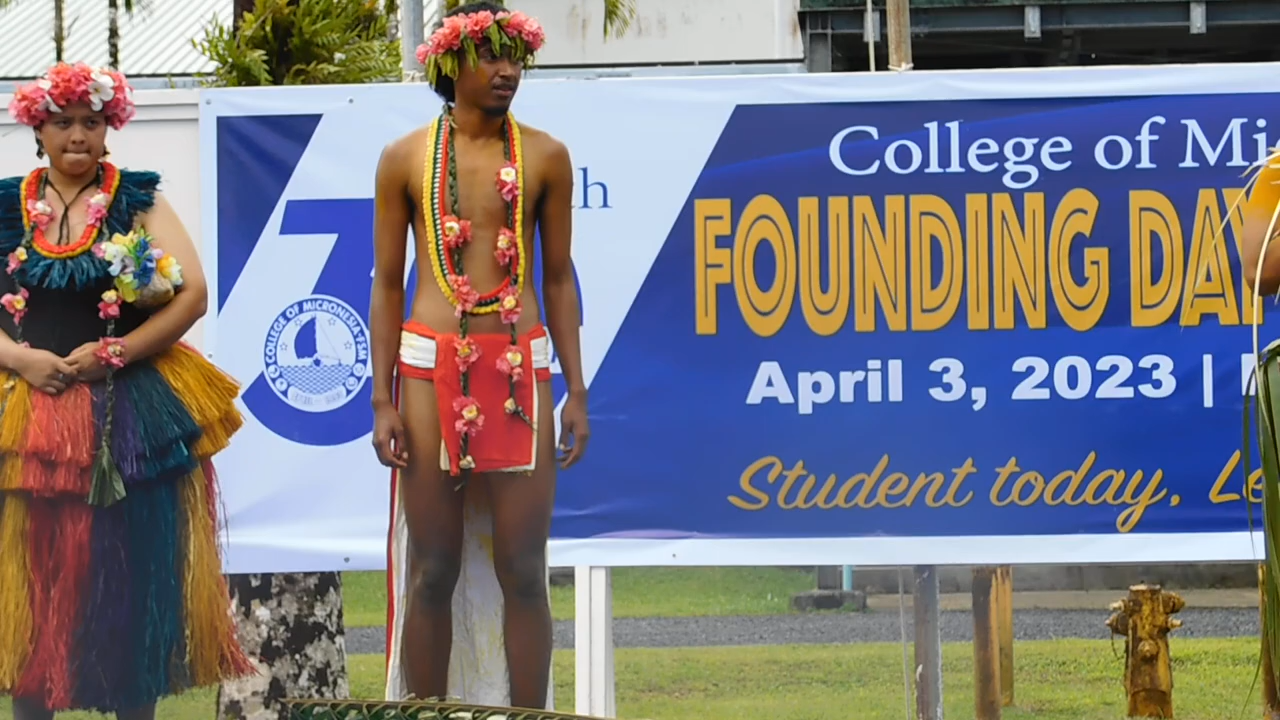 th
COLLEGE OF MICRONESIA-FSM
College of Mi
FOUNDING DAY
April 3, 2023 |
Student today, Le